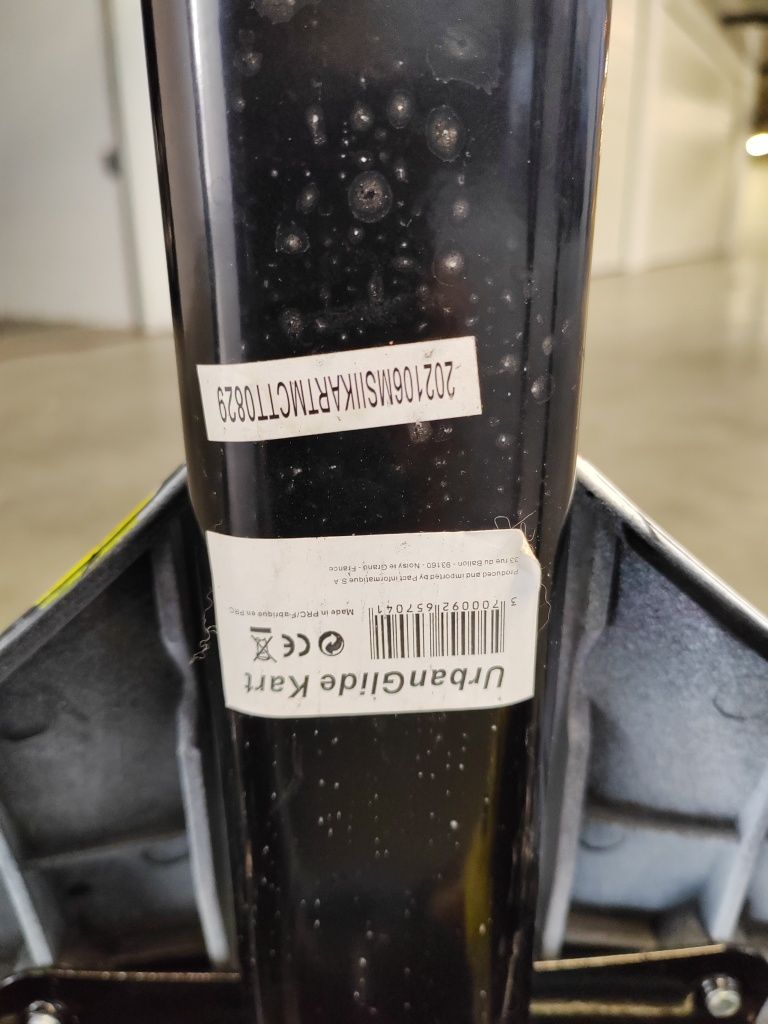 UrbanGlide Kart
3 700092 657041
Made in PRC/Fabriqué en PRC
Produced and imported by Pact Informatique S.A
33 rue du Ballon - 93160 - Noisy le Grand - France
202106MSIIKARTMCTT0829